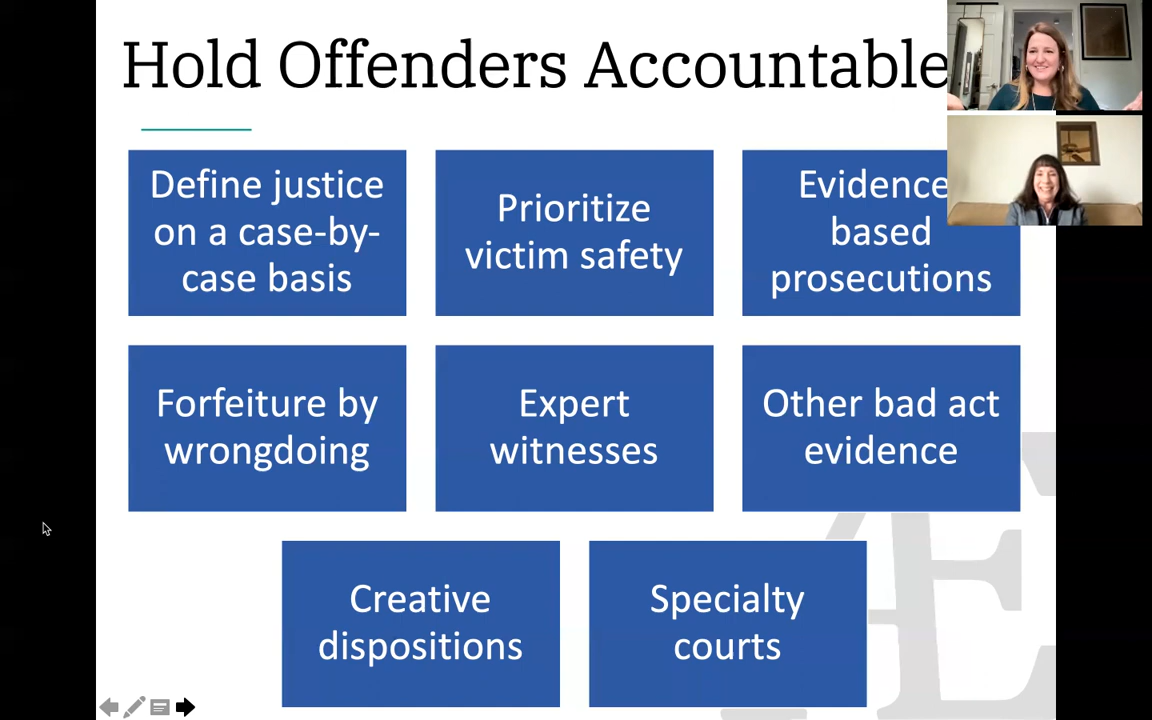 Hold Offenders Accountable
Define justice
on a case-by-
case basis
Prioritize
victim safety
Evidence
based
prosecutions
Forfeiture by
wrongdoing
Expert
witnesses
Other bad act
evidence
Creative
dispositions
Specialty
courts
Æ